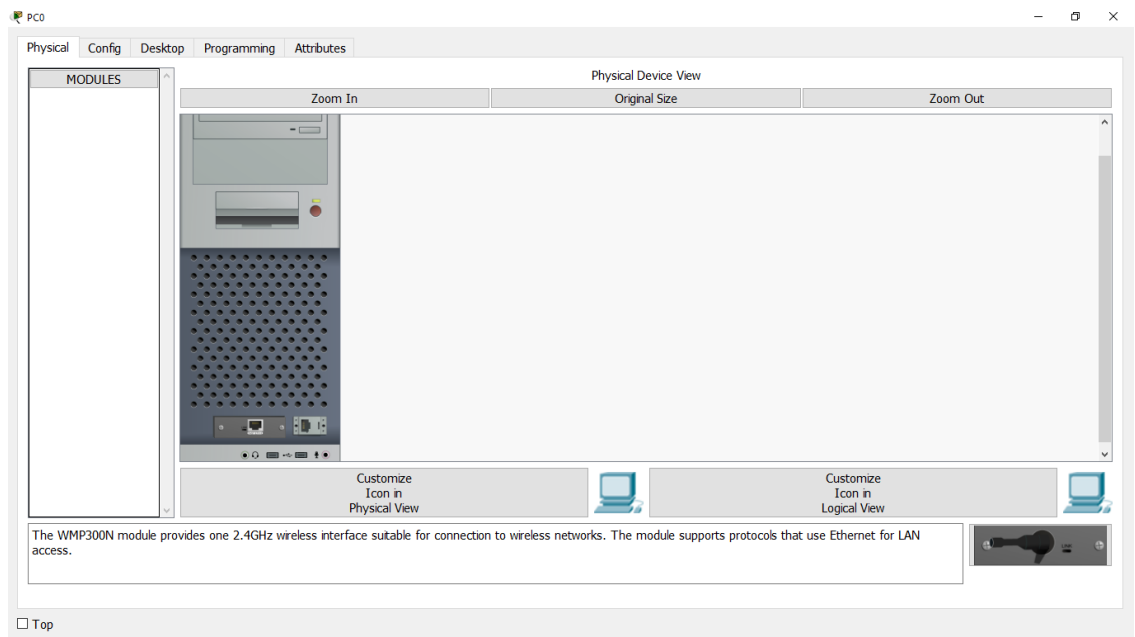 PC0
Physical
Config
Desktop
Programming
Attributes
MODULES
Physical Device View
Zoom In
Original Size
Zoom Out
Customize
Icon in
Physical View
Customize
Icon in
Logical View
The WMP300N module provides one 2.4GHz wireless interface suitable for connection to wireless networks. The module supports protocols that use Ethernet for LAN
access.
LINK
Top